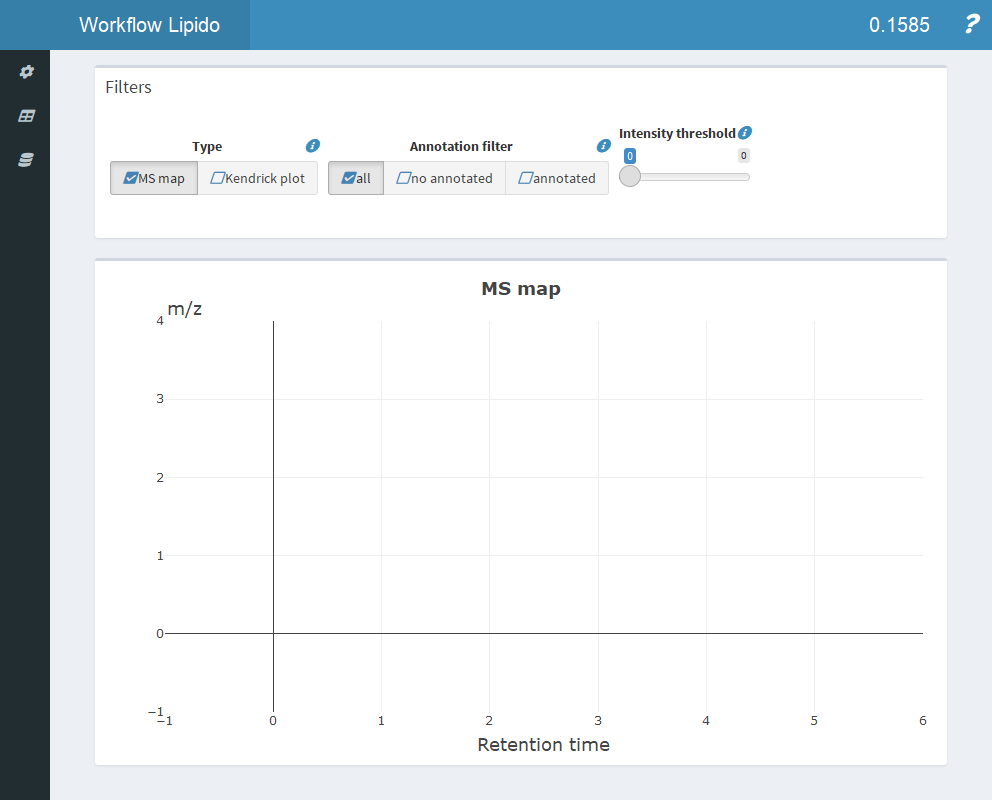 Workflow Lipido
0.1585
?
Filters
Type
Annotation filter
Intensity threshold
MS map
Kendrick plot
all
no annotated
annotated
0
0
MS map
m/z
4
3
2
1
0
−1
−1
0
1
2
3
4
5
6
Retention time